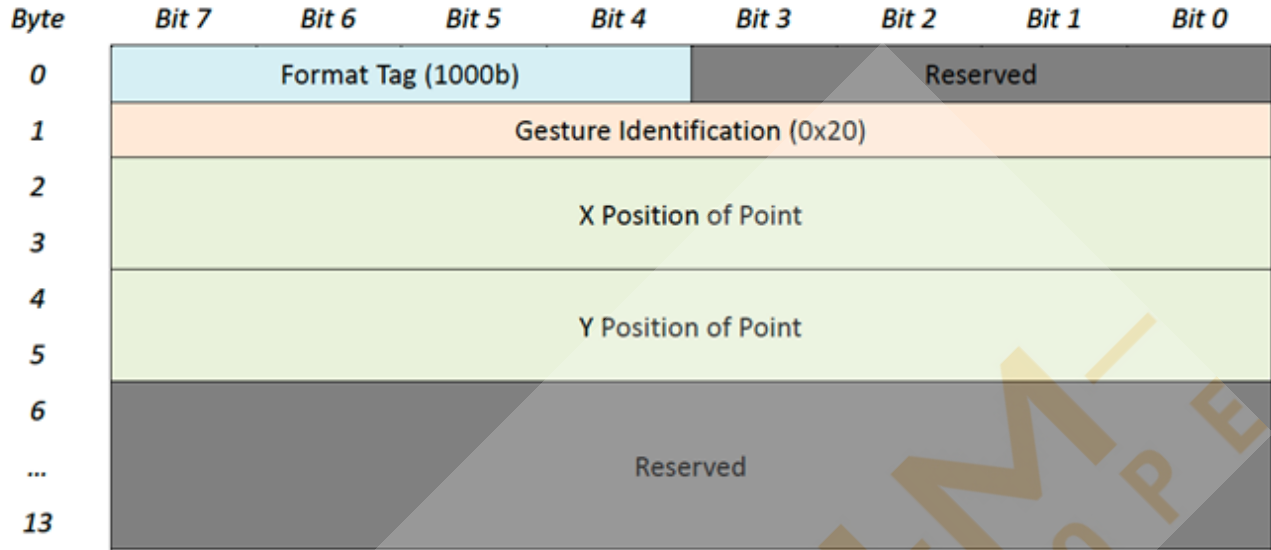 Byte Bit 7 Bit 6 Bit 5 Bit 4 Bit 3 Bit 2 Bit 1 Bit 0
0 Format Tag (1000b) Reserved
1 Gesture Identification (0x20)
2
X Position of Point
3
4
Y Position of Point
5
6
... Reserved
13